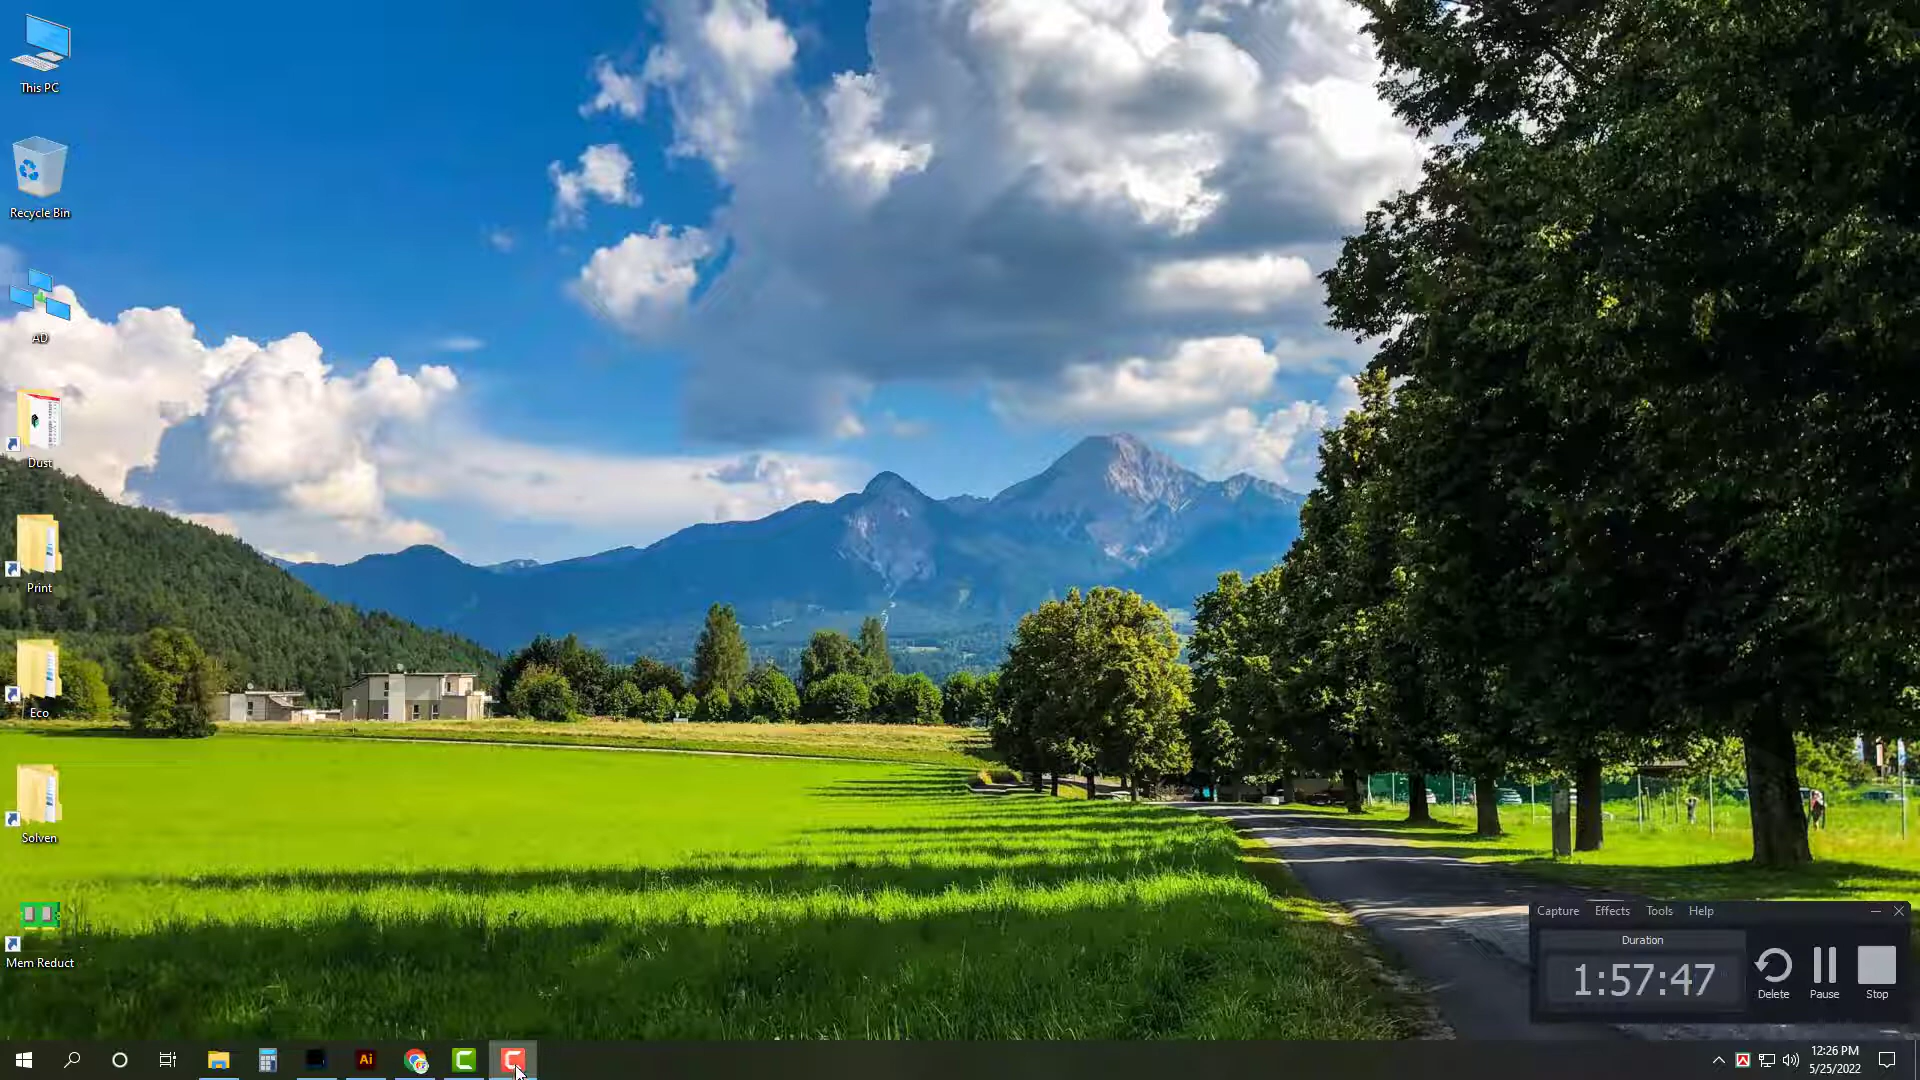 This PC
Recycle Bin
AD
Dust
Print
Eco
Solven
Mem Reduct
Capture Effects Tools Help
Duration
1:57:47
Delete Pause Stop
Ai
12:26 PM
5/25/2022